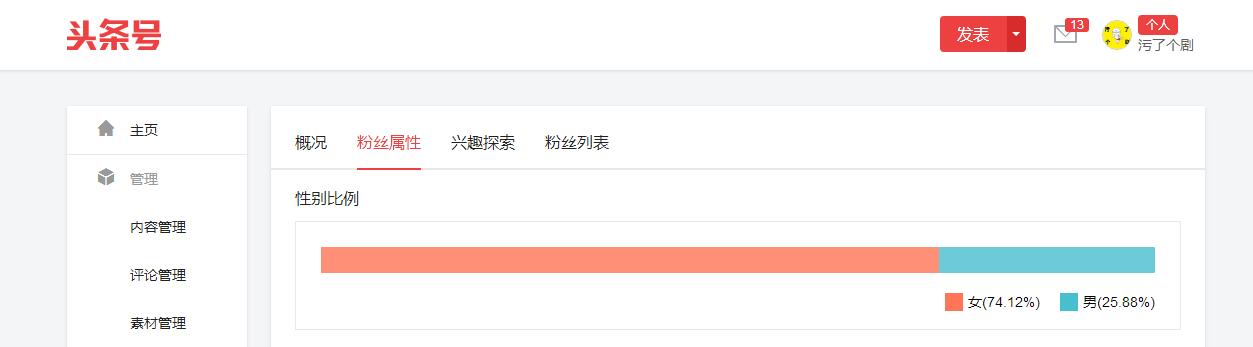 头条号
发表
13
个人
污了个剧
主页
管理
内容管理
评论管理
素材管理
概况 粉丝属性 兴趣探索 粉丝列表
性别比例
女(74.12%) 男(25.88%)